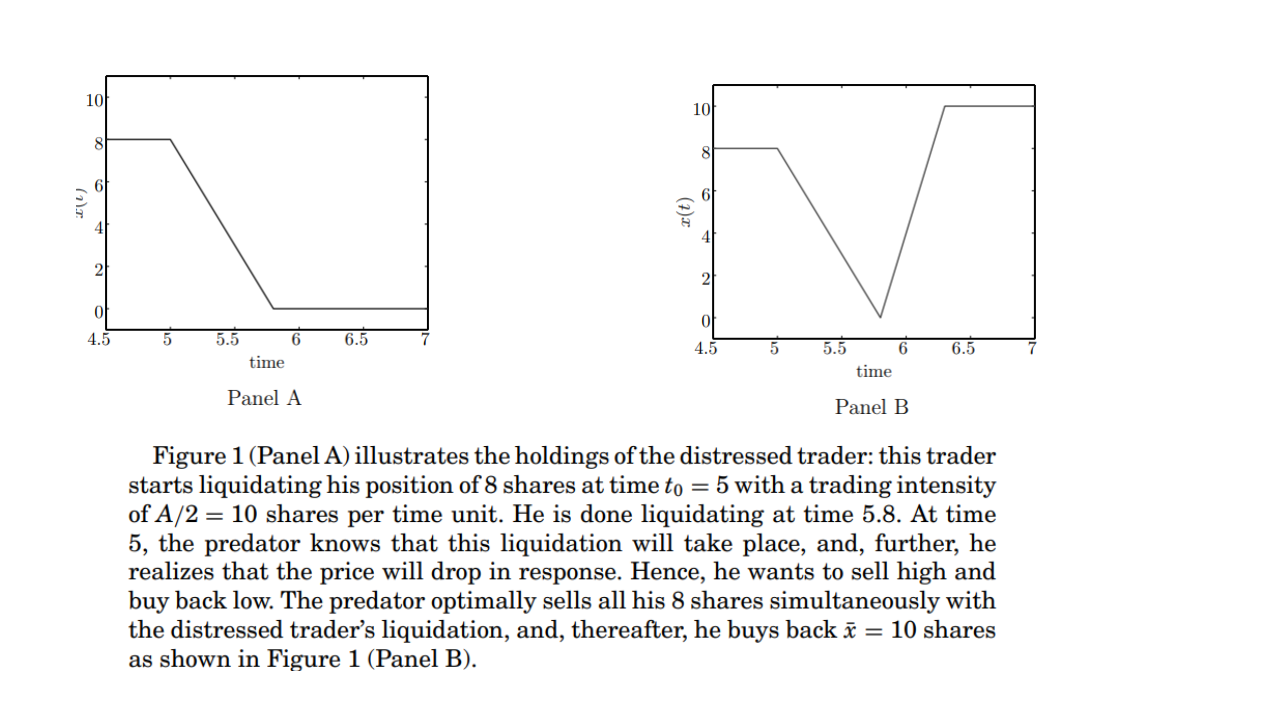 10
8
6
4
2
0
x(t)
4.5 5 5.5 6 6.5 7
time
Panel A
10
8
6
4
2
0
x(t)
4.5 5 5.5 6 6.5 7
time
Panel B
Figure 1 (Panel A) illustrates the holdings of the distressed trader: this trader
starts liquidating his position of 8 shares at time t₀ = 5 with a trading intensity
of A/2 = 10 shares per time unit. He is done liquidating at time 5.8. At time
5, the predator knows that this liquidation will take place, and, further, he
realizes that the price will drop in response. Hence, he wants to sell high and
buy back low. The predator optimally sells all his 8 shares simultaneously with
the distressed trader's liquidation, and, thereafter, he buys back x̄ = 10 shares
as shown in Figure 1 (Panel B).